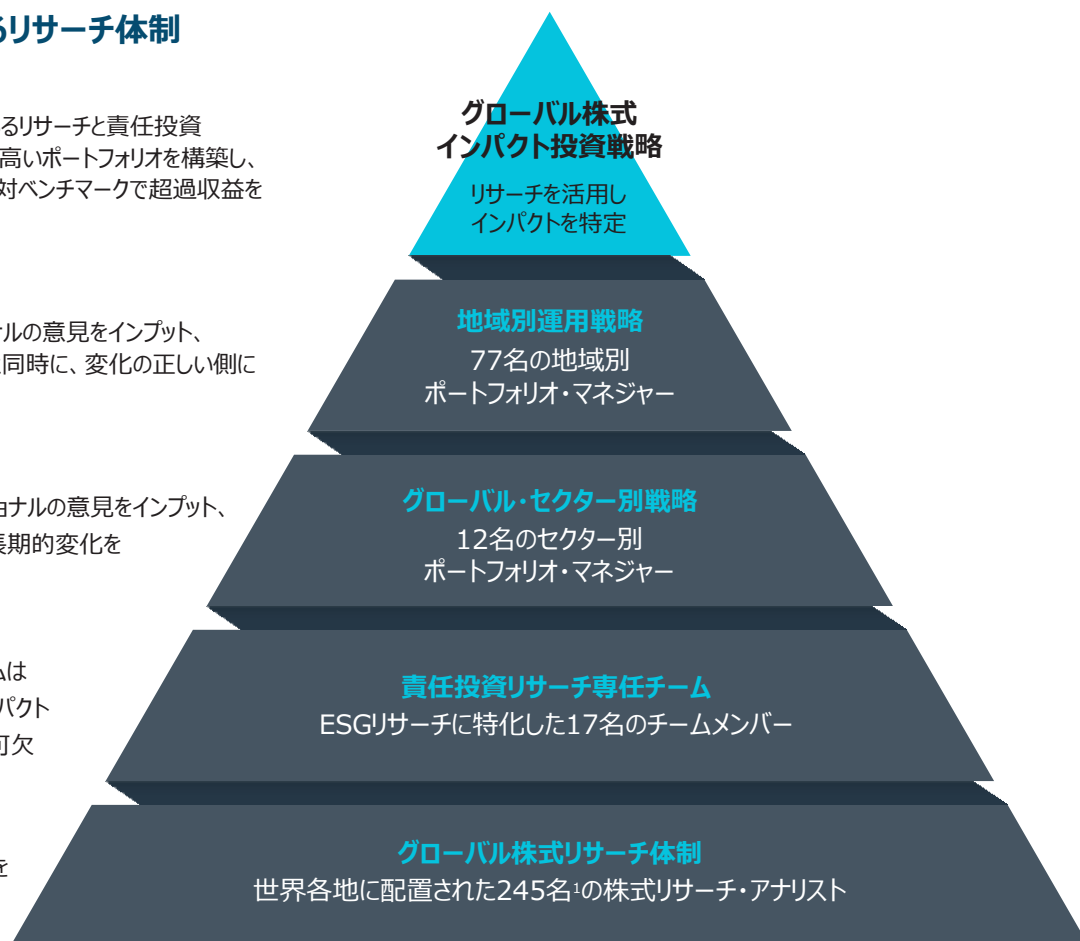 るリサーチ体制
るリサーチと責任投資
高いポートフォリオを構築し、
対ベンチマークで超過収益を
ナルの意見をインプット、
同時に、変化の正しい側に
ョナルの意見をインプット、
長期的変化を
ムは
パクト
可欠
を
グローバル株式
インパクト投資戦略
リサーチを活用し
インパクトを特定
地域別運用戦略
77名の地域別
ポートフォリオ・マネジャー
グローバル・セクター別戦略
12名のセクター別
ポートフォリオ・マネジャー
責任投資リサーチ専任チーム
ESGリサーチに特化した17名のチームメンバー
グローバル株式リサーチ体制
世界各地に配置された245名¹の株式リサーチ・アナリスト